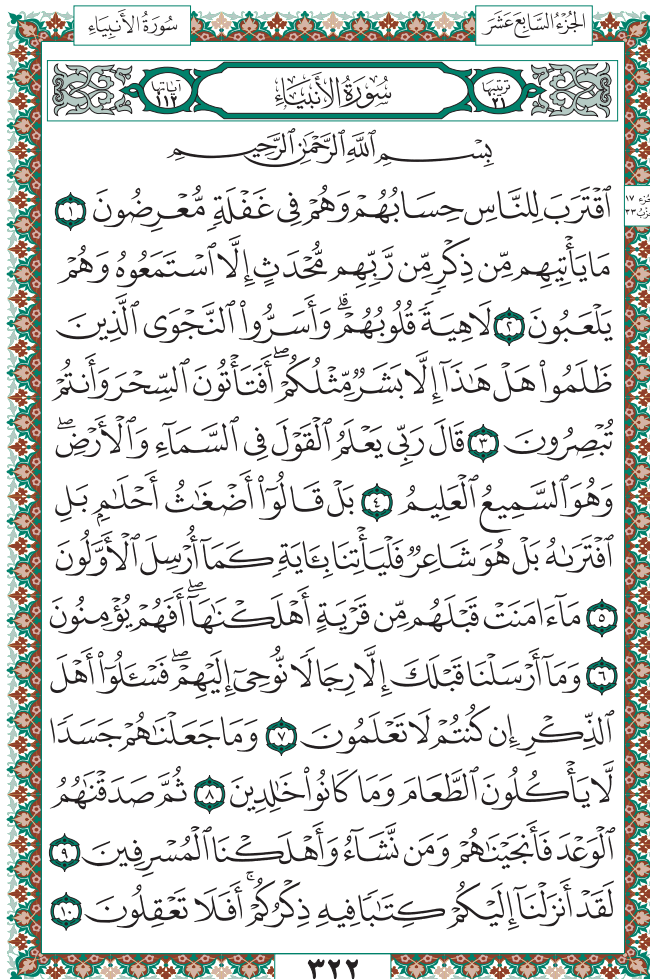 الجُزْءُ السَّابِعَ عَشَرَ
سُورَةُ الأَنبِيَاءِ
تَرْتِيبُهَا ٢١
سُورَةُ الأَنبِيَاءِ
آيَاتُهَا ١١٢
بِسْمِ ٱللَّهِ ٱلرَّحْمَٰنِ ٱلرَّحِيمِ
ٱقْتَرَبَ لِلنَّاسِ حِسَابُهُمْ وَهُمْ فِى غَفْلَةٍ مُّعْرِضُونَ ١
مَا يَأْتِيهِم مِّن ذِكْرٍ مِّن رَّبِّهِم مُّحْدَثٍ إِلَّا ٱسْتَمَعُوهُ وَهُمْ
يَلْعَبُونَ ٢ لَاهِيَةً قُلُوبُهُمْ ۗ وَأَسَرُّوا۟ ٱلنَّجْوَى ٱلَّذِينَ
ظَلَمُوا۟ هَلْ هَٰذَآ إِلَّا بَشَرٌ مِّثْلُكُمْ ۖ أَفَتَأْتُونَ ٱلسِّحْرَ وَأَنتُمْ
تُبْصِرُونَ ٣ قَالَ رَبِّى يَعْلَمُ ٱلْقَوْلَ فِى ٱلسَّمَآءِ وَٱلْأَرْضِ ۖ
وَهُوَ ٱلسَّمِيعُ ٱلْعَلِيمُ ٤ بَلْ قَالُوٓا۟ أَضْغَٰثُ أَحْلَٰمٍۭ بَلِ
ٱفْتَرَىٰهُ بَلْ هُوَ شَاعِرٌ فَلْيَأْتِنَا بِـَٔايَةٍ كَمَآ أُرْسِلَ ٱلْأَوَّلُونَ
٥ مَآ ءَامَنَتْ قَبْلَهُم مِّن قَرْيَةٍ أَهْلَكْنَٰهَآ ۖ أَفَهُمْ يُؤْمِنُونَ
٦ وَمَآ أَرْسَلْنَا قَبْلَكَ إِلَّا رِجَالًا نُّوحِىٓ إِلَيْهِمْ ۖ فَسْـَٔلُوٓا۟ أَهْلَ
ٱلذِّكْرِ إِن كُنتُمْ لَا تَعْلَمُونَ ٧ وَمَا جَعَلْنَٰهُمْ جَسَدًا
لَّا يَأْكُلُونَ ٱلطَّعَامَ وَمَا كَانُوا۟ خَٰلِدِينَ ٨ ثُمَّ صَدَقْنَٰهُمُ
ٱلْوَعْدَ فَأَنجَيْنَٰهُمْ وَمَن نَّشَآءُ وَأَهْلَكْنَا ٱلْمُسْرِفِينَ ٩
لَقَدْ أَنزَلْنَآ إِلَيْكُمْ كِتَٰبًا فِيهِ ذِكْرُكُمْ ۖ أَفَلَا تَعْقِلُونَ ١٠
٣٢٢